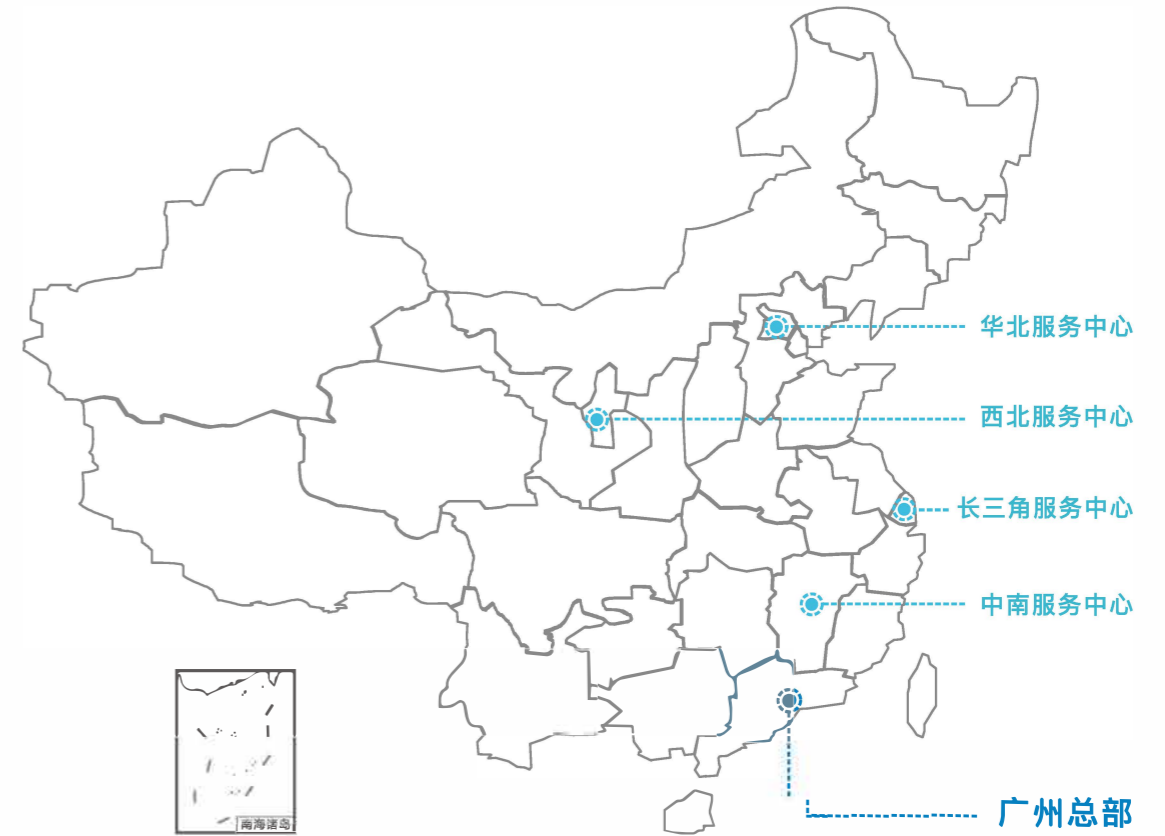 华北服务中心
西北服务中心
长三角服务中心
中南服务中心
广州总部
南海诸岛